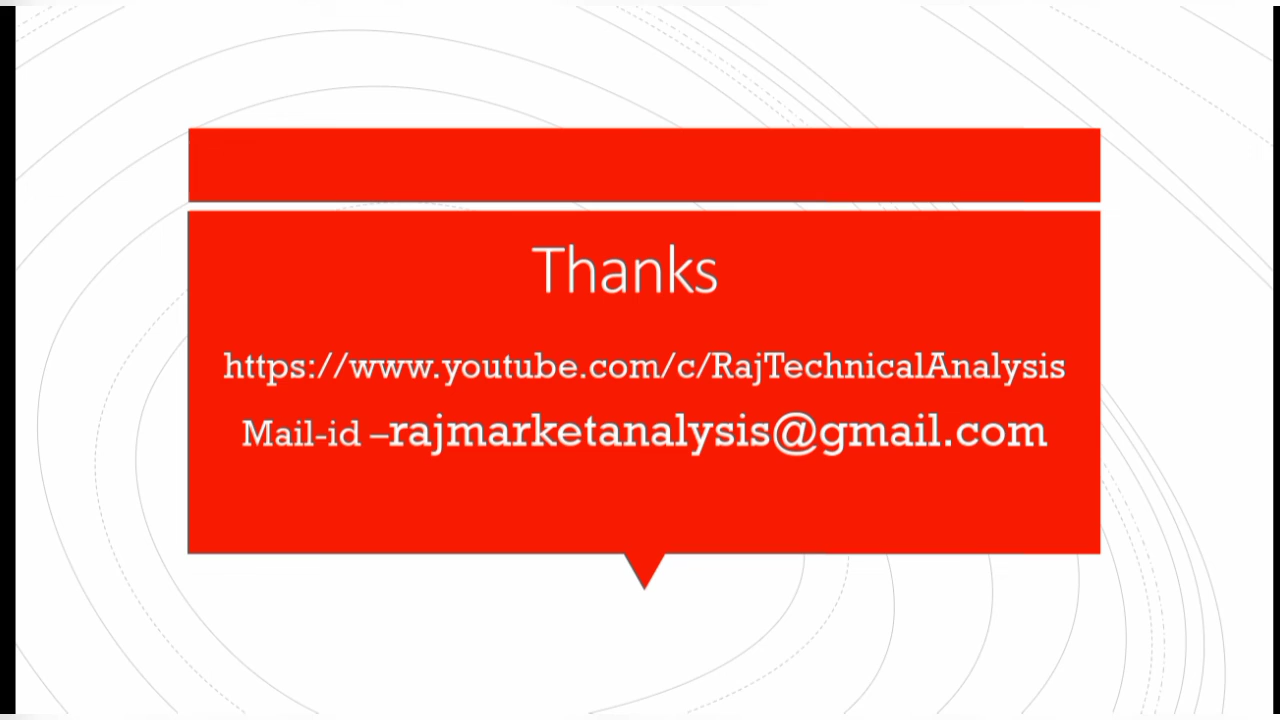 Thanks
https://www.youtube.com/c/RajTechnicalAnalysis
Mail-id –rajmarketanalysis@gmail.com